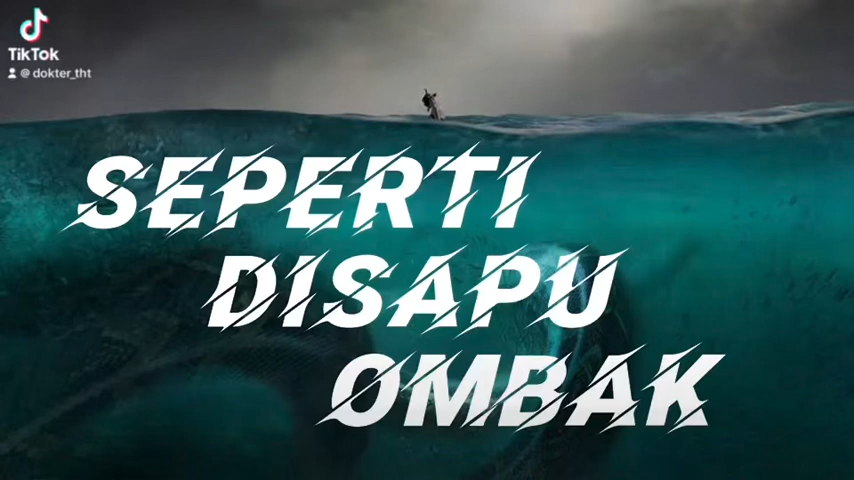 TikTok
@ dokter_tht
SEPERTI
DISAPU
OMBAK